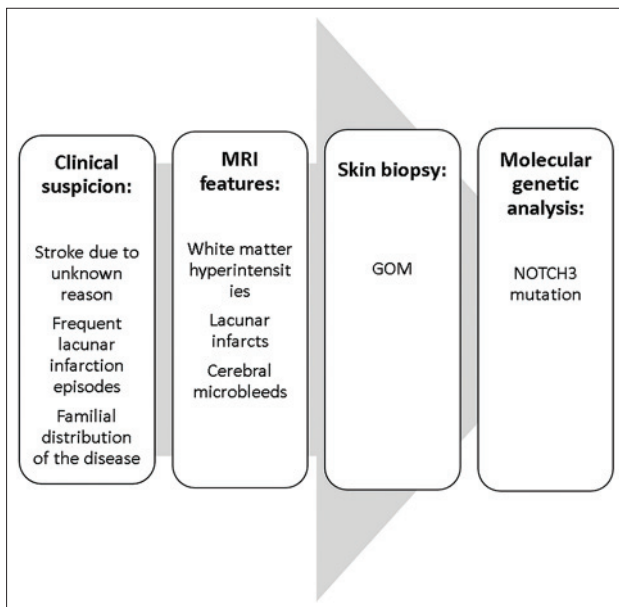 Clinical
suspicion:
Stroke due to
unknown
reason
Frequent
lacunar
infarction
episodes
Familial
distribution
of the disease
MRI
features:
White matter
hyperintensit
ies
Lacunar
infarcts
Cerebral
microbleeds
Skin biopsy:
GOM
Molecular
genetic
analysis:
NOTCH3
mutation